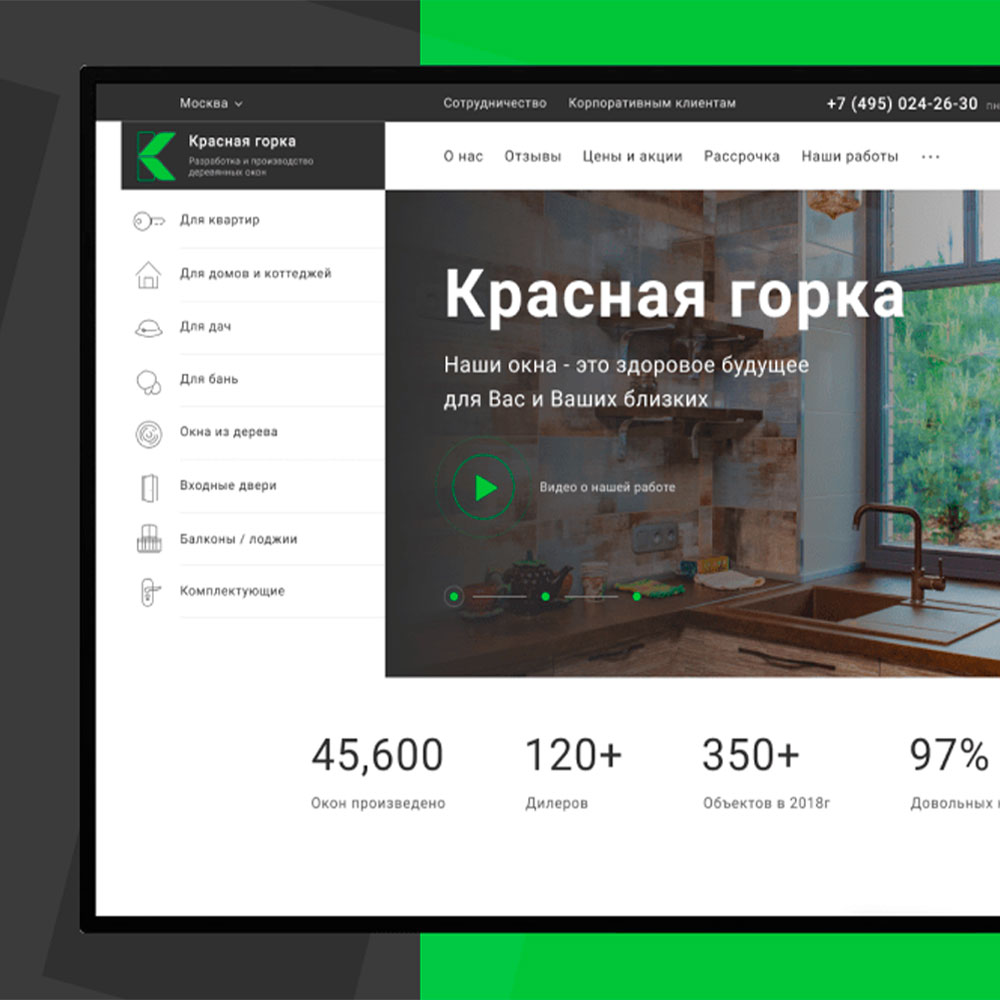 Москва
Сотрудничество
Корпоративным клиентам
+7 (495) 024-26-30
пн
Красная горка
Разработка и производство
деревянных окон
О нас
Отзывы
Цены и акции
Рассрочка
Наши работы
...
Для квартир
Для домов и коттеджей
Для дач
Для бань
Окна из дерева
Входные двери
Балконы / лоджии
Комплектующие
Красная горка
Наши окна - это здоровое будущее
для Вас и Ваших близких
Видео о нашей работе
45,600
Окон произведено
120+
Дилеров
350+
Объектов в 2018г
97%
Довольных